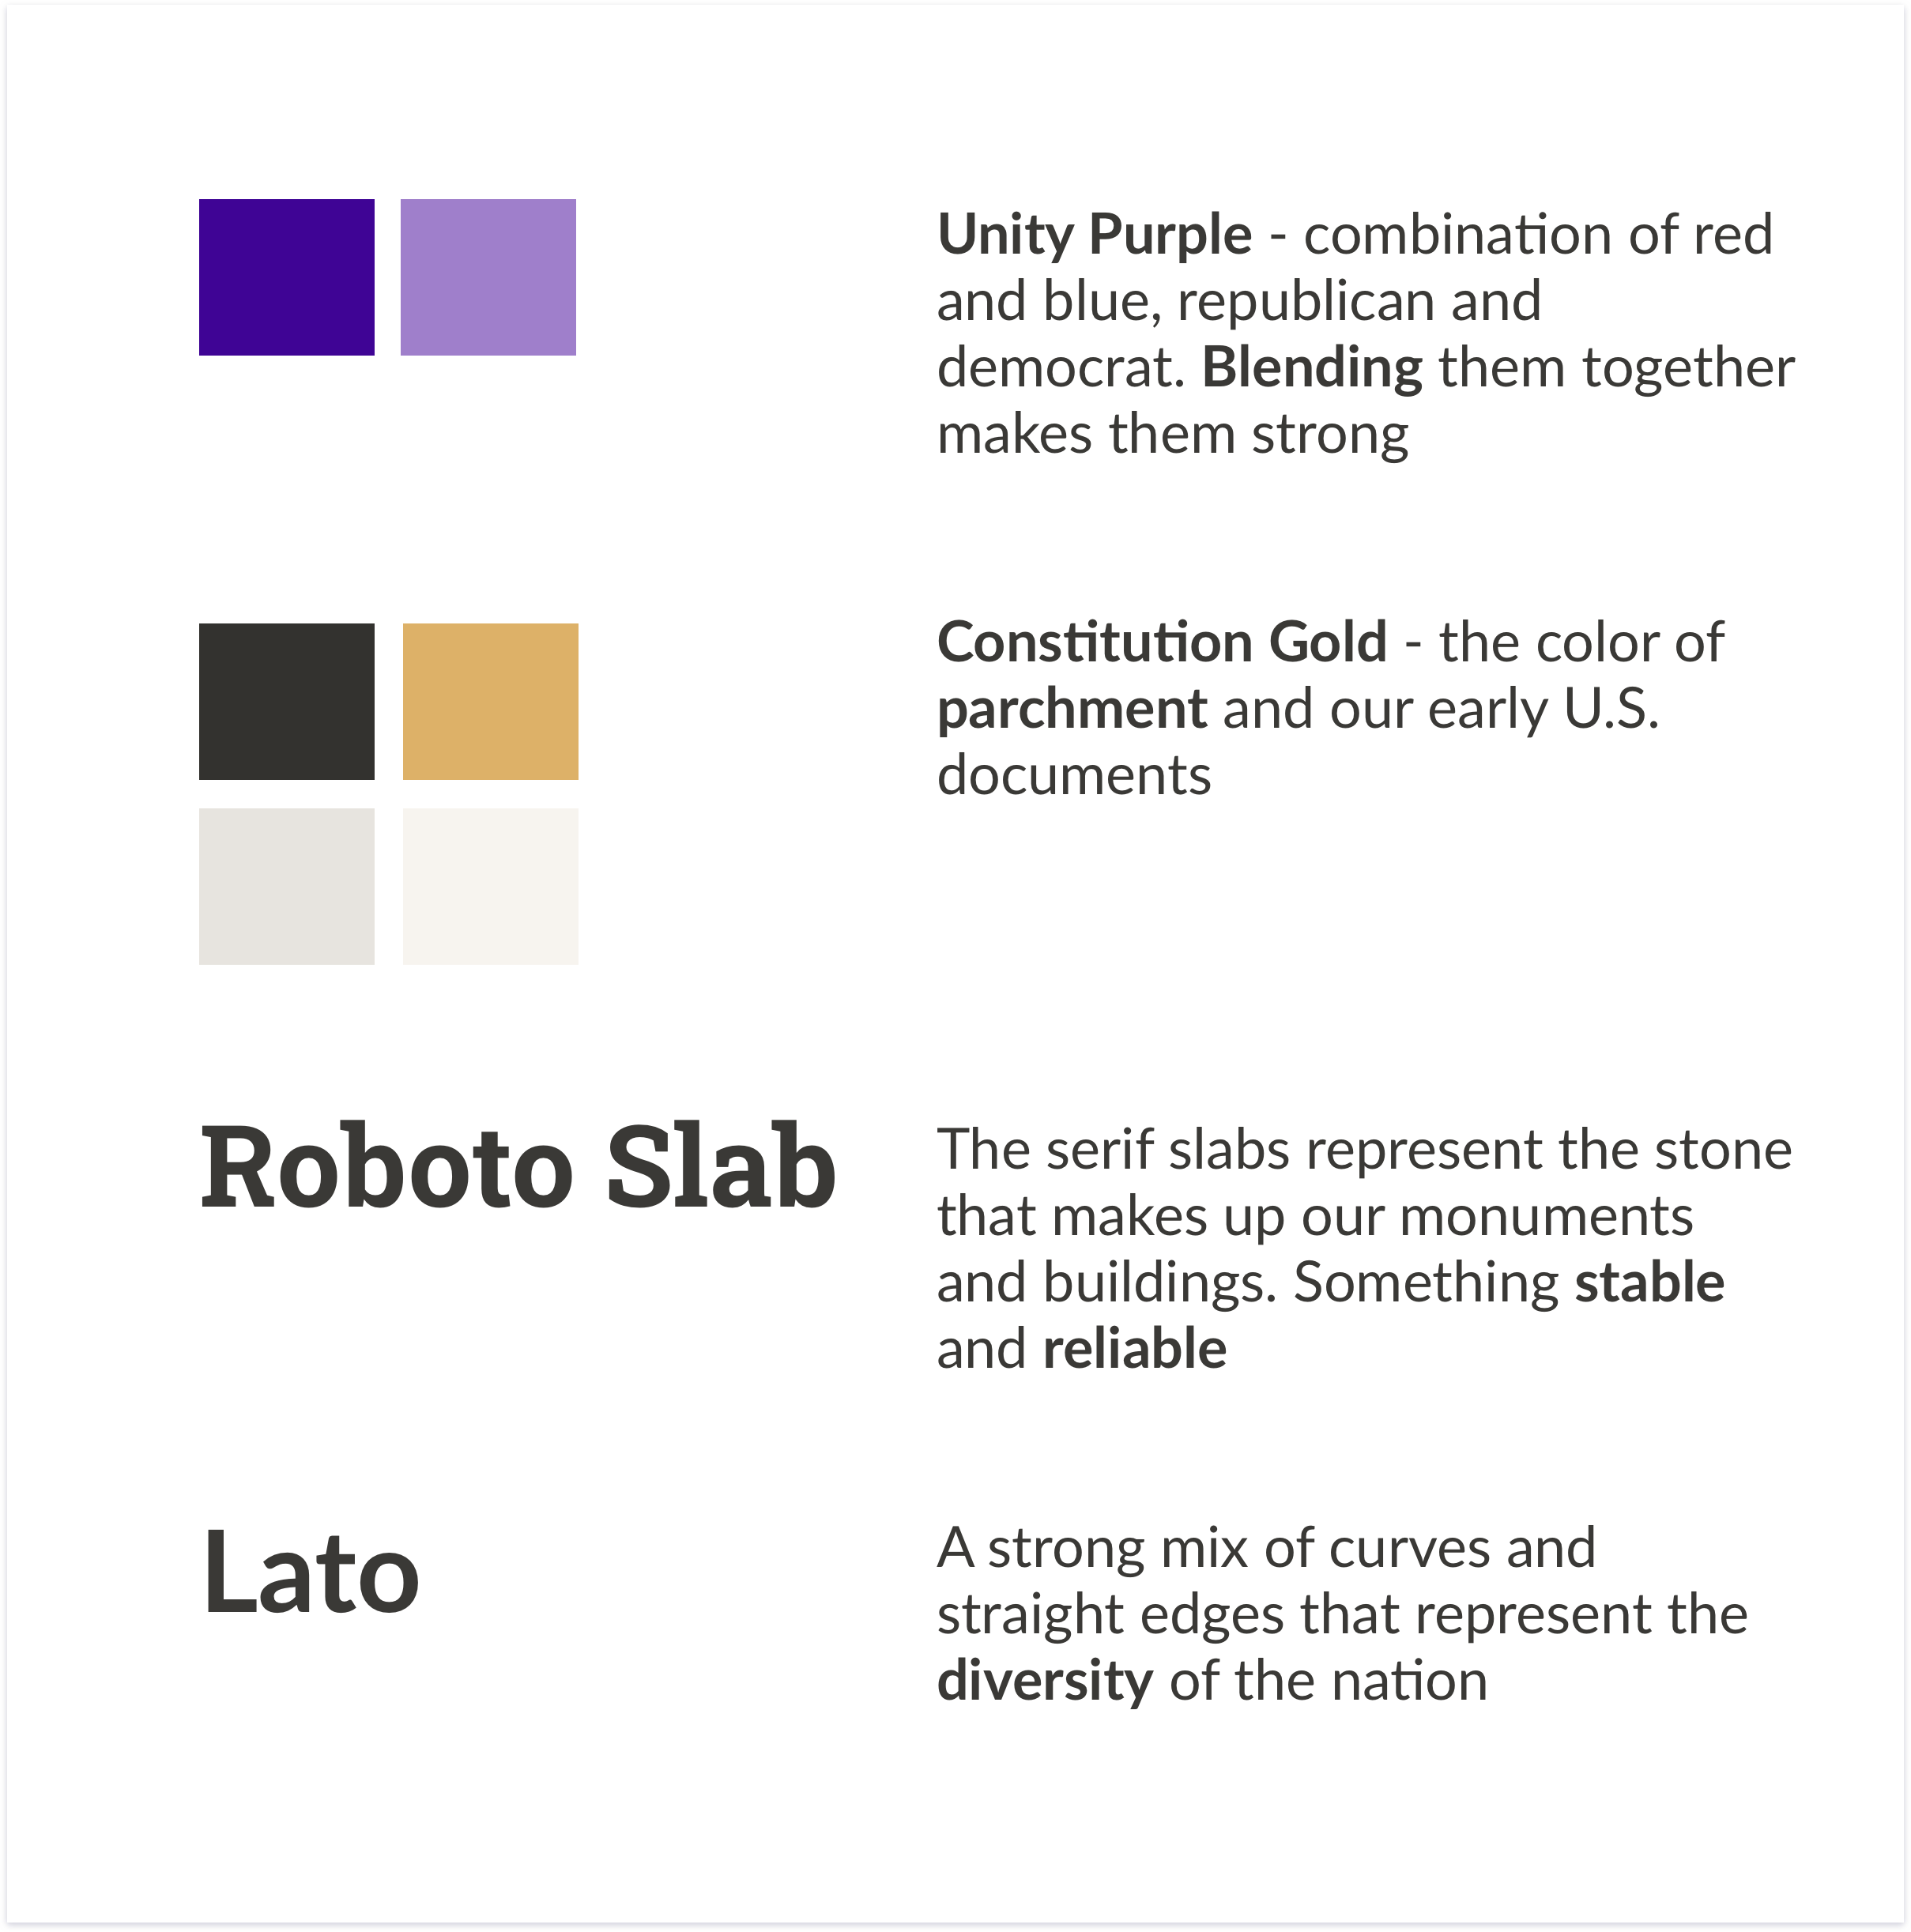 Unity Purple - combination of red
and blue, republican and
democrat. Blending them together
makes them strong
Constitution Gold - the color of
parchment and our early U.S.
documents
Roboto Slab
The serif slabs represent the stone
that makes up our monuments
and buildings. Something stable
and reliable
Lato
A strong mix of curves and
straight edges that represent the
diversity of the nation